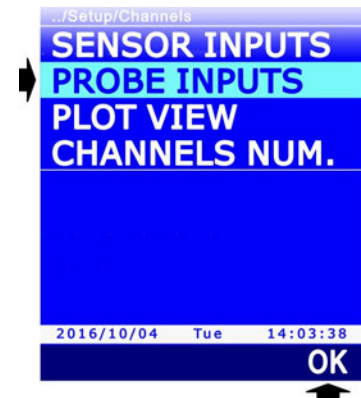 ../Setup/Channels
SENSOR INPUTS
PROBE INPUTS
PLOT VIEW
CHANNELS NUM.
2016/10/04 Tue 14:03:38
OK